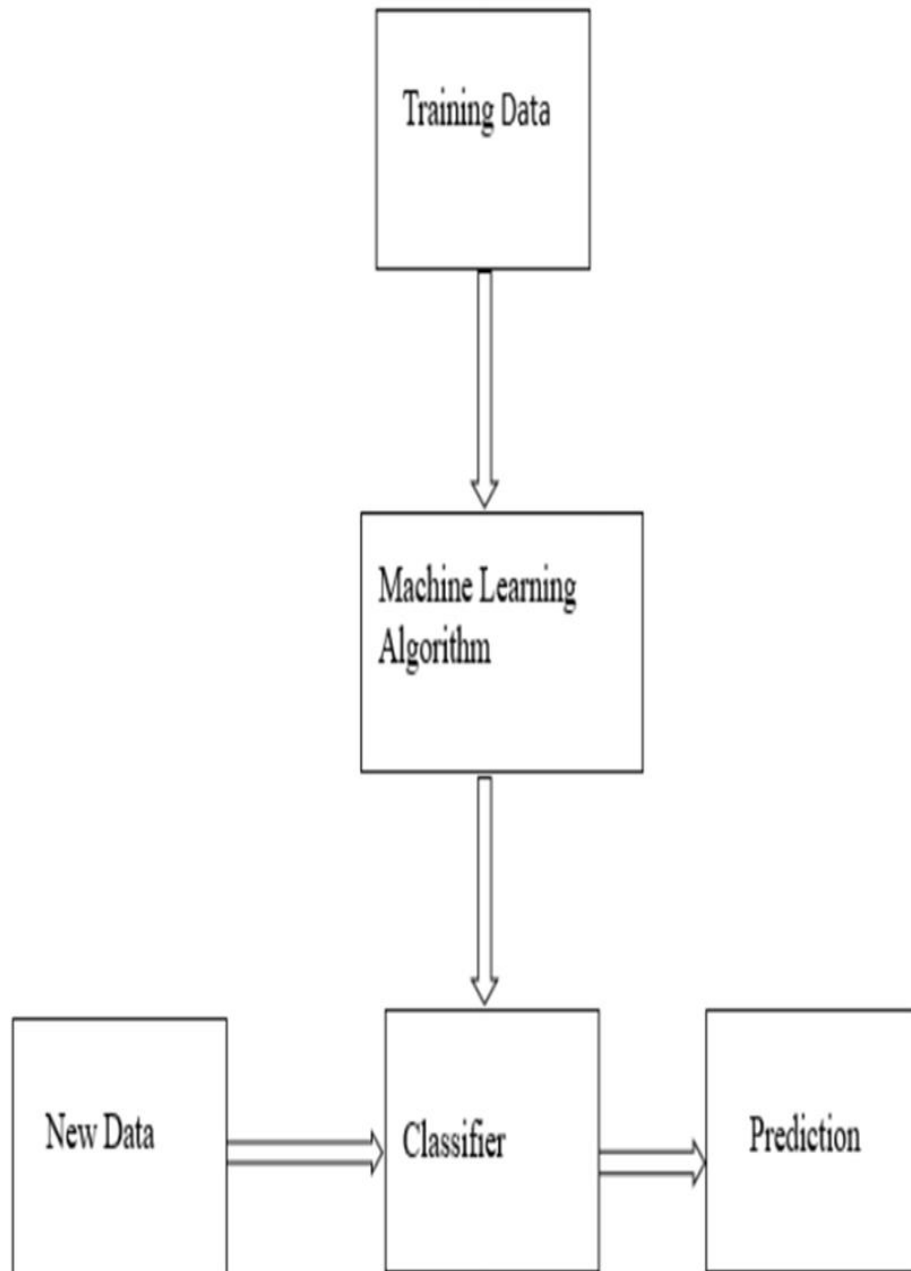 Training Data
Machine Learning
Algorithm
New Data
Classifier
Prediction